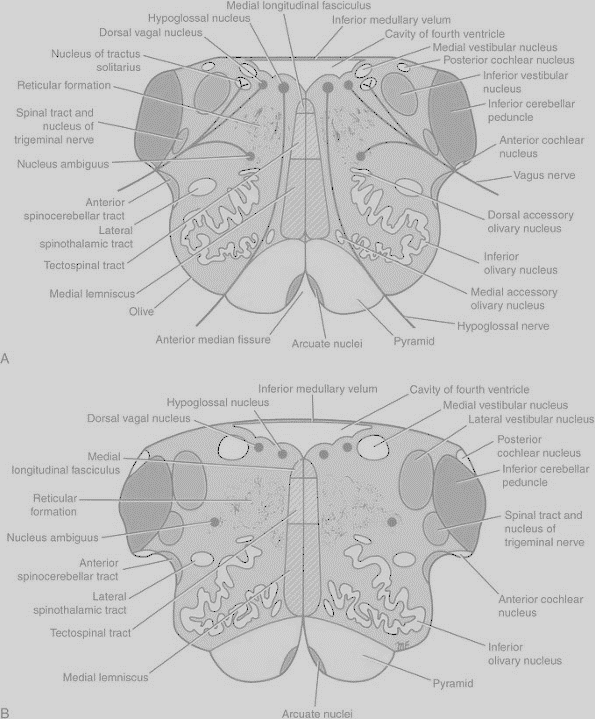 Medial longitudinal fasciculus
Hypoglossal nucleus
Inferior medullary velum
Dorsal vagal nucleus
Cavity of fourth ventricle
Nucleus of tractus
solitarius
Medial vestibular nucleus
Posterior cochlear nucleus
Reticular formation
Inferior vestibular
nucleus
Spinal tract and
nucleus of
trigeminal nerve
Inferior cerebellar
peduncle
Nucleus ambiguus
Anterior cochlear
nucleus
Vagus nerve
Anterior
spinocerebellar tract
Dorsal accessory
olivary nucleus
Lateral
spinothalamic tract
Tectospinal tract
Inferior
olivary nucleus
Medial lemniscus
Medial accessory
olivary nucleus
Olive
Hypoglossal nerve
Anterior median fissure
Arcuate nuclei
Pyramid
A
Inferior medullary velum
Cavity of fourth ventricle
Hypoglossal nucleus
Medial vestibular nucleus
Dorsal vagal nucleus
Lateral vestibular nucleus
Medial
longitudinal fasciculus
Posterior
cochlear nucleus
Inferior cerebellar
peduncle
Reticular
formation
Spinal tract and
nucleus of
trigeminal nerve
Nucleus ambiguus
Anterior
spinocerebellar tract
Lateral
spinothalamic tract
Anterior cochlear
nucleus
Tectospinal tract
ME
Inferior
olivary nucleus
Medial lemniscus
Pyramid
Arcuate nuclei
B